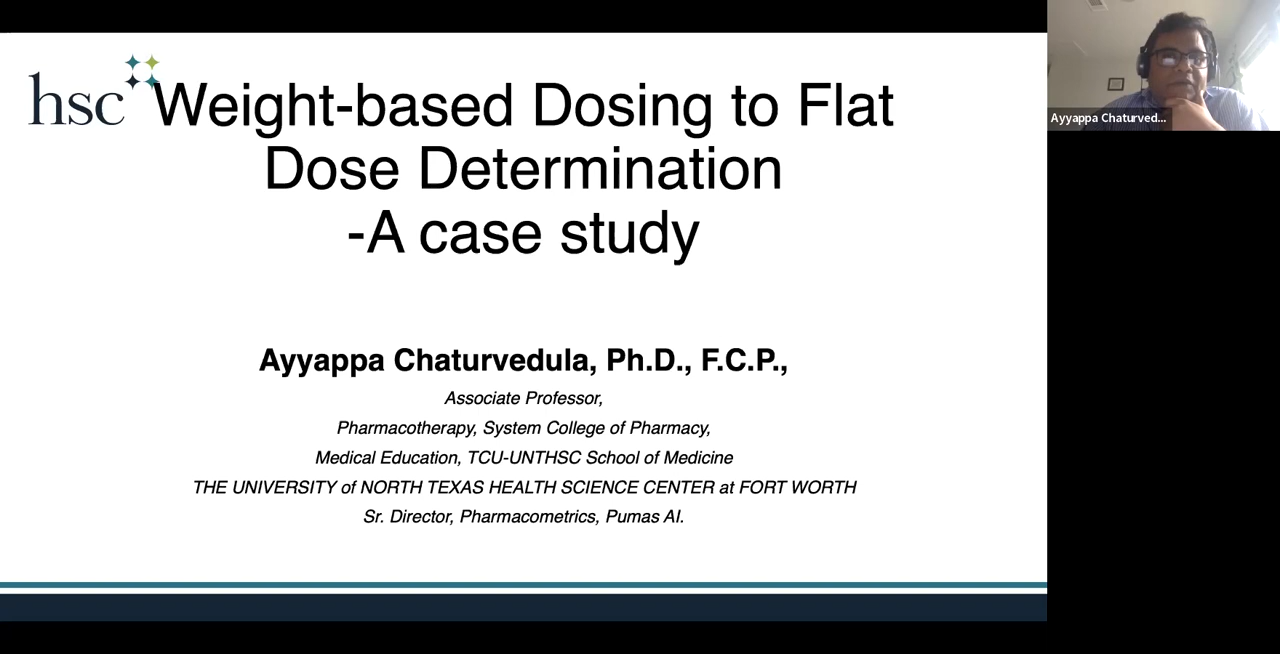 hsc
Weight-based Dosing to Flat
Dose Determination
-A case study
Ayyappa Chaturvedula, Ph.D., F.C.P.,
Associate Professor,
Pharmacotherapy, System College of Pharmacy,
Medical Education, TCU-UNTHSC School of Medicine
THE UNIVERSITY of NORTH TEXAS HEALTH SCIENCE CENTER at FORT WORTH
Sr. Director, Pharmacometrics, Pumas AI.
Ayyappa Chaturved...